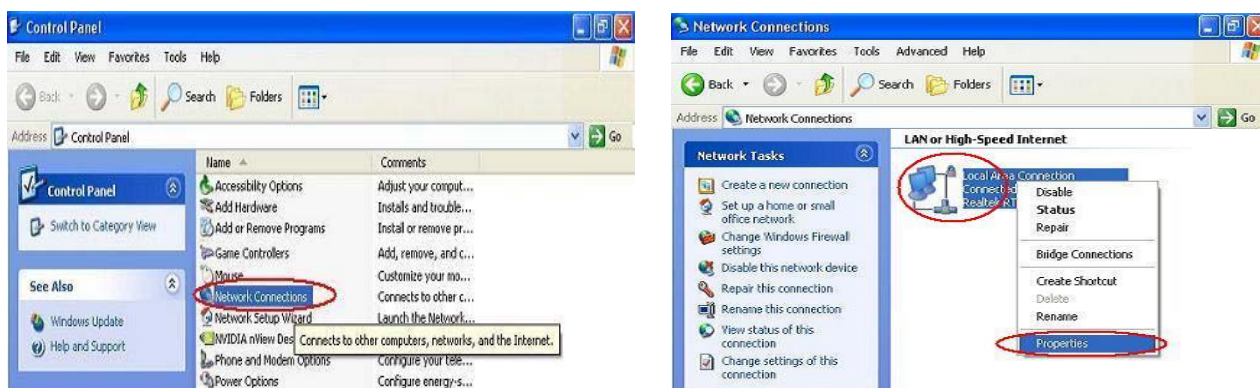 Control Panel
File Edit View Favorites Tools Help
Back Search Folders
Address Control Panel Go
Control Panel
Switch to Category View
See Also
Windows Update
Help and Support
Name Comments
Accessibility Options Adjust your comput...
Add Hardware Installs and trouble...
Add or Remove Programs Install or remove pr...
Game Controllers Add, remove, and c...
Mouse Customize your mo...
Network Connections Connects to other c...
Network Setup Wizard Launch the Network...
NVIDIA nView Des
Connects to other computers, networks, and the Internet.
Phone and Modem Options Configure your tele...
Power Options Configure energy-s...
Network Connections
File Edit View Favorites Tools Advanced Help
Back Search Folders
Address Network Connections Go
Network Tasks
Create a new connection
Set up a home or small
office network
Change Windows Firewall
settings
Disable this network device
Repair this connection
Rename this connection
View status of this
connection
Change settings of this
connection
LAN or High-Speed Internet
Local Area Connection
Connected
Realtek RT
Disable
Status
Repair
Bridge Connections
Create Shortcut
Delete
Rename
Properties